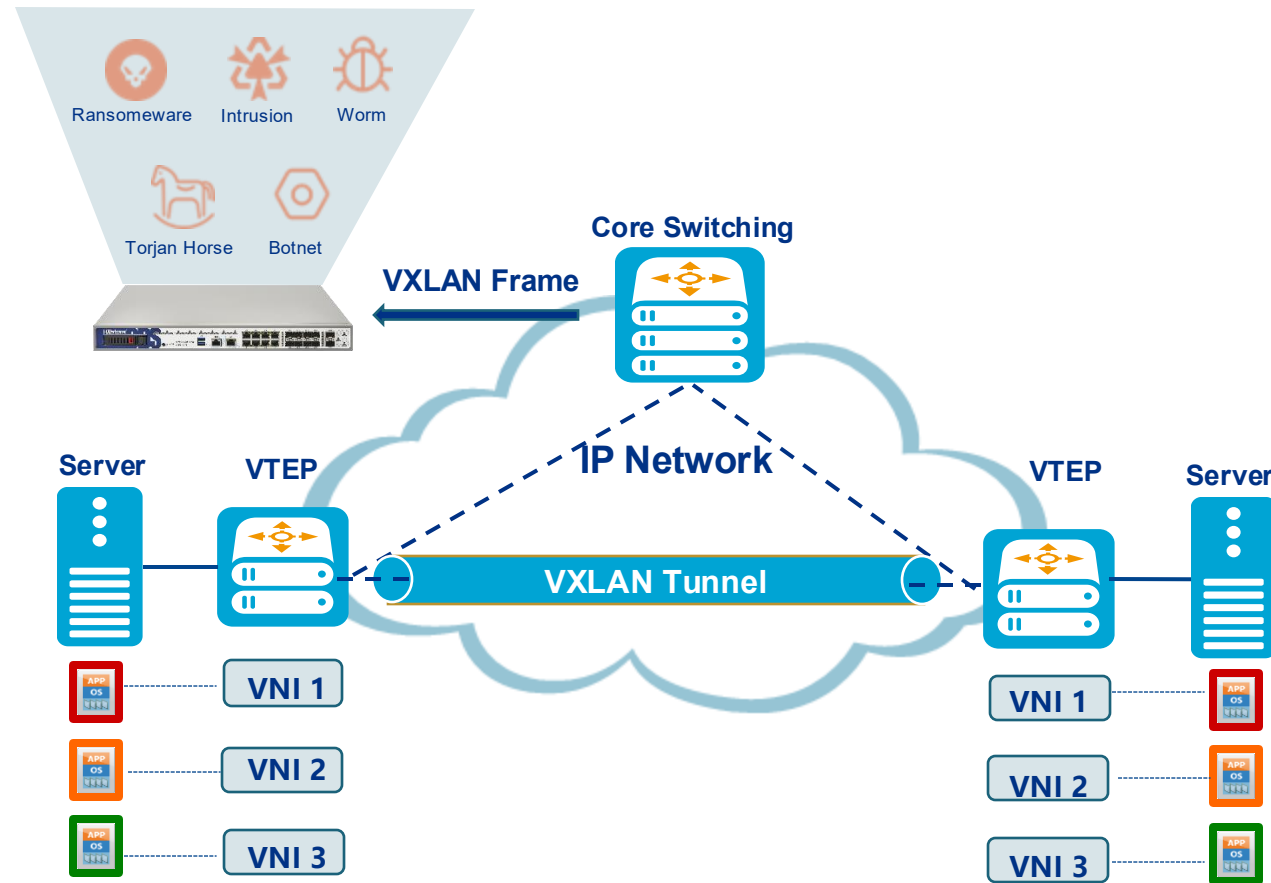 Ransomeware
Intrusion
Worm
Torjan Horse
Botnet
Core Switching
VXLAN Frame
IP Network
Server
VTEP
VTEP
Server
VXLAN Tunnel
APP
OS
VNI 1
VNI 1
APP
OS
APP
OS
VNI 2
VNI 2
APP
OS
APP
OS
VNI 3
VNI 3
APP
OS